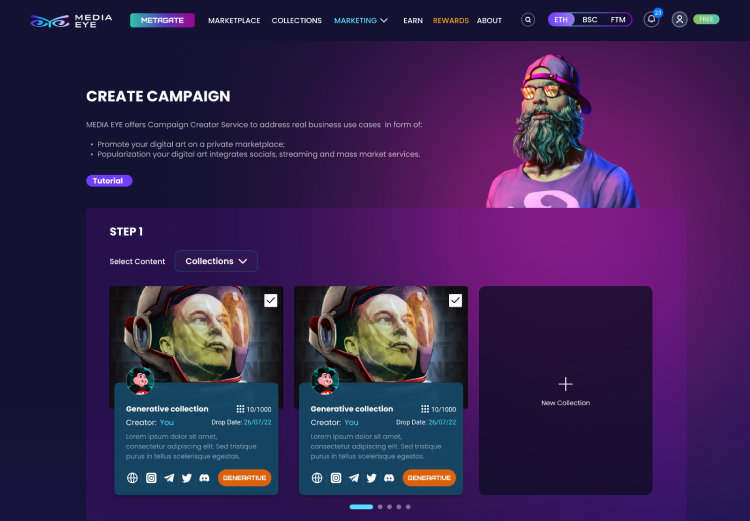 MEDIA
EYE
METAGATE
MARKETPLACE
COLLECTIONS
MARKETING
EARN
REWARDS
ABOUT
ETH
BSC
FTM
23
FREE
CREATE CAMPAIGN
MEDIA EYE offers Campaign Creator Service to address real business use cases in form of:
• Promote your digital art on a private marketplace;
• Popularization your digital art integrates socials, streaming and mass market services.
Tutorial
STEP 1
Select Content
Collections
Generative collection
10/1000
Creator: You
Drop Date: 26/07/22
Lorem ipsum dolor sit amet,
consectetur adipiscing elit. Sed tristique
purus in tellus scelerisque egestas.
GENERATIVE
Generative collection
10/1000
Creator: You
Drop Date: 26/07/22
Lorem ipsum dolor sit amet,
consectetur adipiscing elit. Sed tristique
purus in tellus scelerisque egestas.
GENERATIVE
New Collection